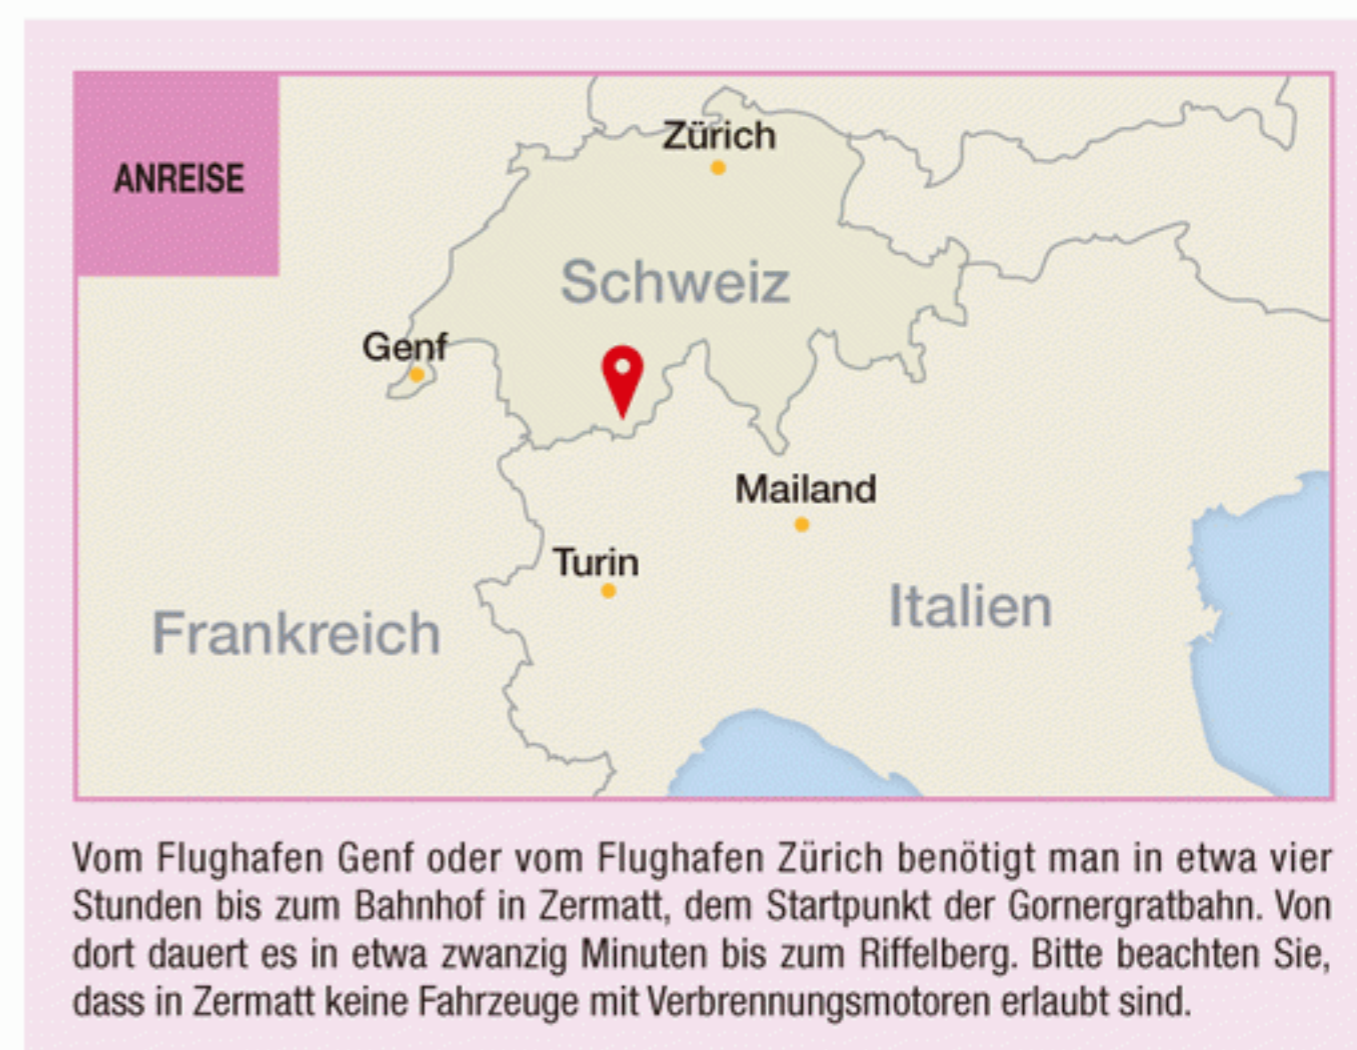 ANREISE
Zürich
Schweiz
Genf
Mailand
Turin
Italien
Frankreich
Vom Flughafen Genf oder vom Flughafen Zürich benötigt man in etwa vier
Stunden bis zum Bahnhof in Zermatt, dem Startpunkt der Gornergratbahn. Von
dort dauert es in etwa zwanzig Minuten bis zum Riffelberg. Bitte beachten Sie,
dass in Zermatt keine Fahrzeuge mit Verbrennungsmotoren erlaubt sind.